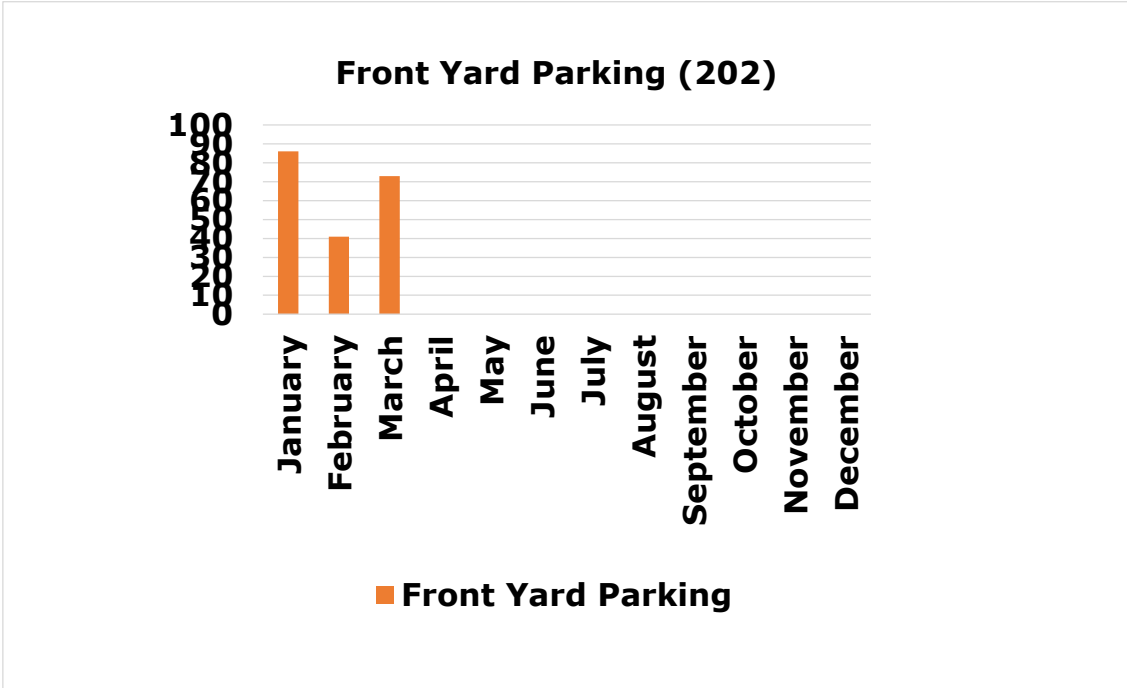 Front Yard Parking (202)
100
90
80
70
60
50
40
30
20
10
0
January
February
March
April
May
June
July
August
September
October
November
December
Front Yard Parking